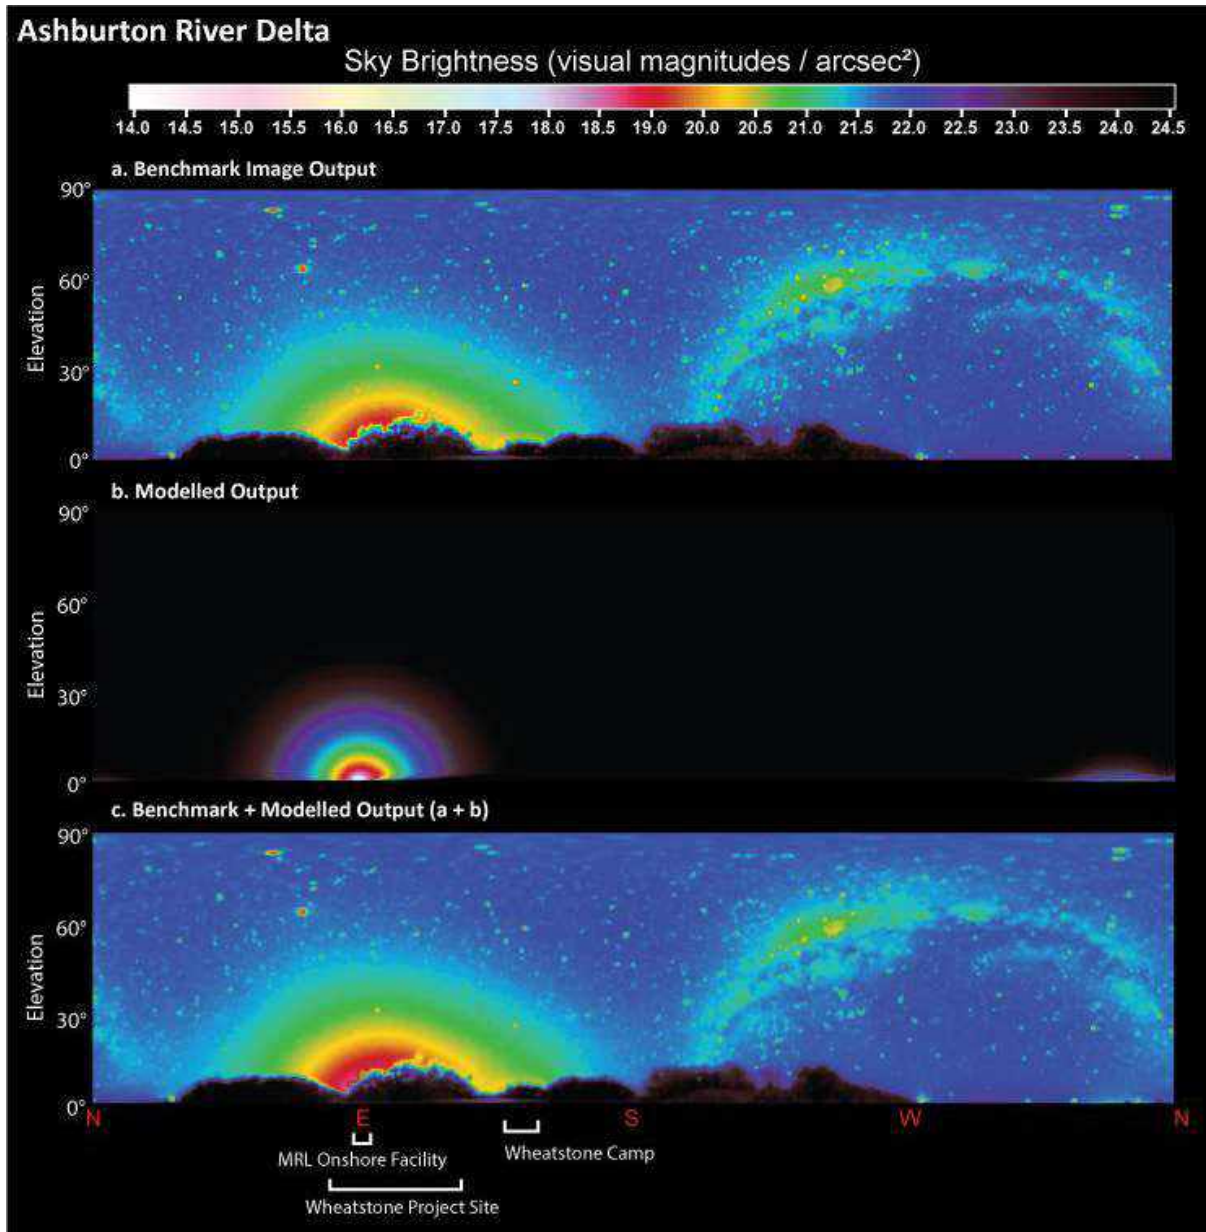 Ashburton River Delta
Sky Brightness (visual magnitudes / arcsec²)
14.0 14.5 15.0 15.5 16.0 16.5 17.0 17.5 18.0 18.5 19.0 19.5 20.0 20.5 21.0 21.5 22.0 22.5 23.0 23.5 24.0 24.5
a. Benchmark Image Output
90°
60°
30°
0°
Elevation
b. Modelled Output
90°
60°
30°
0°
Elevation
c. Benchmark + Modelled Output (a + b)
90°
60°
30°
0°
Elevation
N E S W N
MRL Onshore Facility
Wheatstone Camp
Wheatstone Project Site